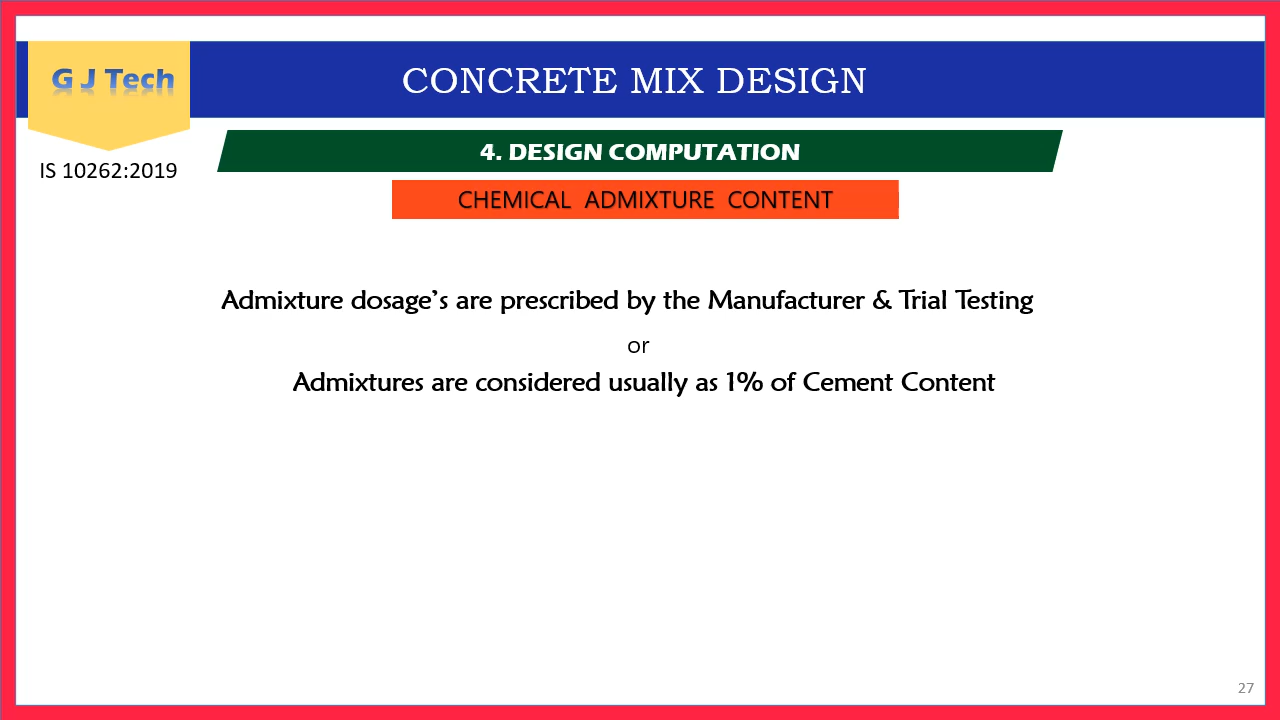 G J Tech
CONCRETE MIX DESIGN
IS 10262:2019
4. DESIGN COMPUTATION
CHEMICAL ADMIXTURE CONTENT
Admixture dosage’s are prescribed by the Manufacturer & Trial Testing
or
Admixtures are considered usually as 1% of Cement Content
27